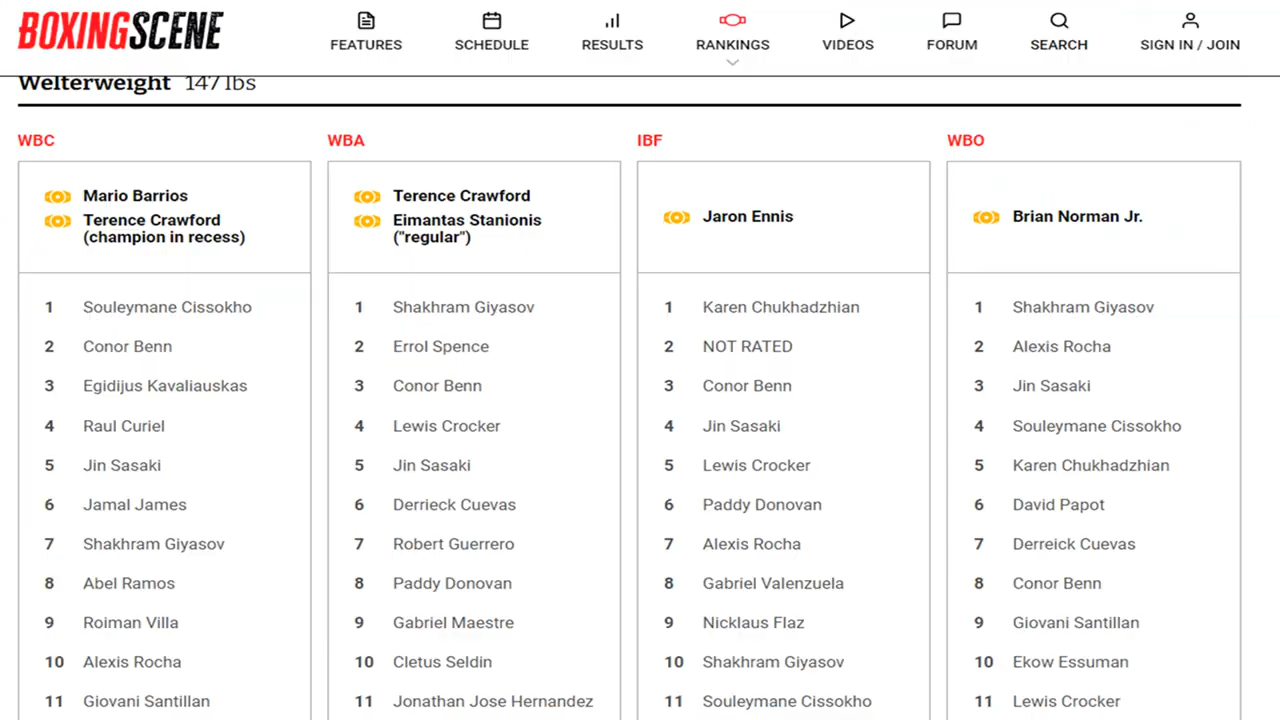 BOXINGSCENE
FEATURES
SCHEDULE
RESULTS
RANKINGS
VIDEOS
FORUM
SEARCH
SIGN IN / JOIN
Welterweight 147 lbs
WBC
Mario Barrios
Terence Crawford
(champion in recess)
1 Souleymane Cissokho
2 Conor Benn
3 Egidijus Kavaliauskas
4 Raul Curiel
5 Jin Sasaki
6 Jamal James
7 Shakhram Giyasov
8 Abel Ramos
9 Roiman Villa
10 Alexis Rocha
11 Giovani Santillan
WBA
Terence Crawford
Eimantas Stanionis
("regular")
1 Shakhram Giyasov
2 Errol Spence
3 Conor Benn
4 Lewis Crocker
5 Jin Sasaki
6 Derrieck Cuevas
7 Robert Guerrero
8 Paddy Donovan
9 Gabriel Maestre
10 Cletus Seldin
11 Jonathan Jose Hernandez
IBF
Jaron Ennis
1 Karen Chukhadzhian
2 NOT RATED
3 Conor Benn
4 Jin Sasaki
5 Lewis Crocker
6 Paddy Donovan
7 Alexis Rocha
8 Gabriel Valenzuela
9 Nicklaus Flaz
10 Shakhram Giyasov
11 Souleymane Cissokho
WBO
Brian Norman Jr.
1 Shakhram Giyasov
2 Alexis Rocha
3 Jin Sasaki
4 Souleymane Cissokho
5 Karen Chukhadzhian
6 David Papot
7 Derreick Cuevas
8 Conor Benn
9 Giovani Santillan
10 Ekow Essuman
11 Lewis Crocker